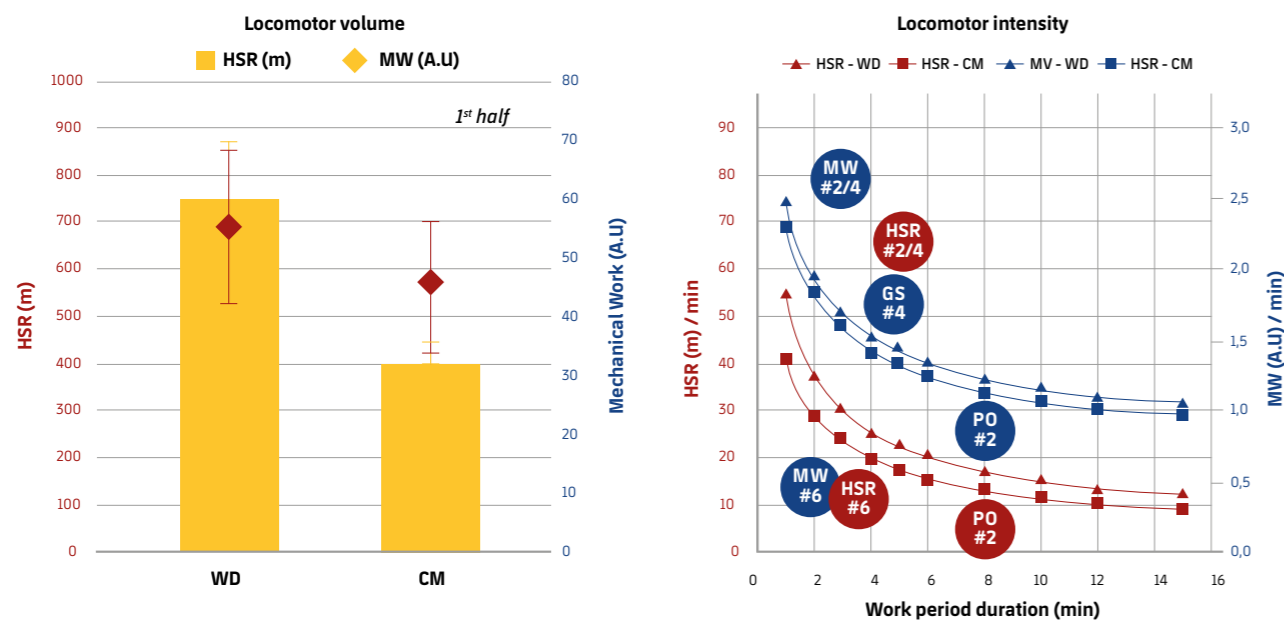 Locomotor volume
HSR (m) MW (A.U)
1000
900
800
700
600
500
400
300
200
100
0
HSR (m)
1st half
80
70
60
50
40
30
20
10
0
Mechanical Work (A.U)
WD CM
Locomotor intensity
HSR - WD HSR - CM MV - WD HSR - CM
90
80
70
60
50
40
30
20
10
0
HSR (m) / min
MW
#2/4
HSR
#2/4
GS
#4
PO
#2
MW
#6
HSR
#6
PO
#2
3,0
2,5
2,0
1,5
1,0
0,5
0,0
MW (A.U) / min
0 2 4 6 8 10 12 14 16
Work period duration (min)